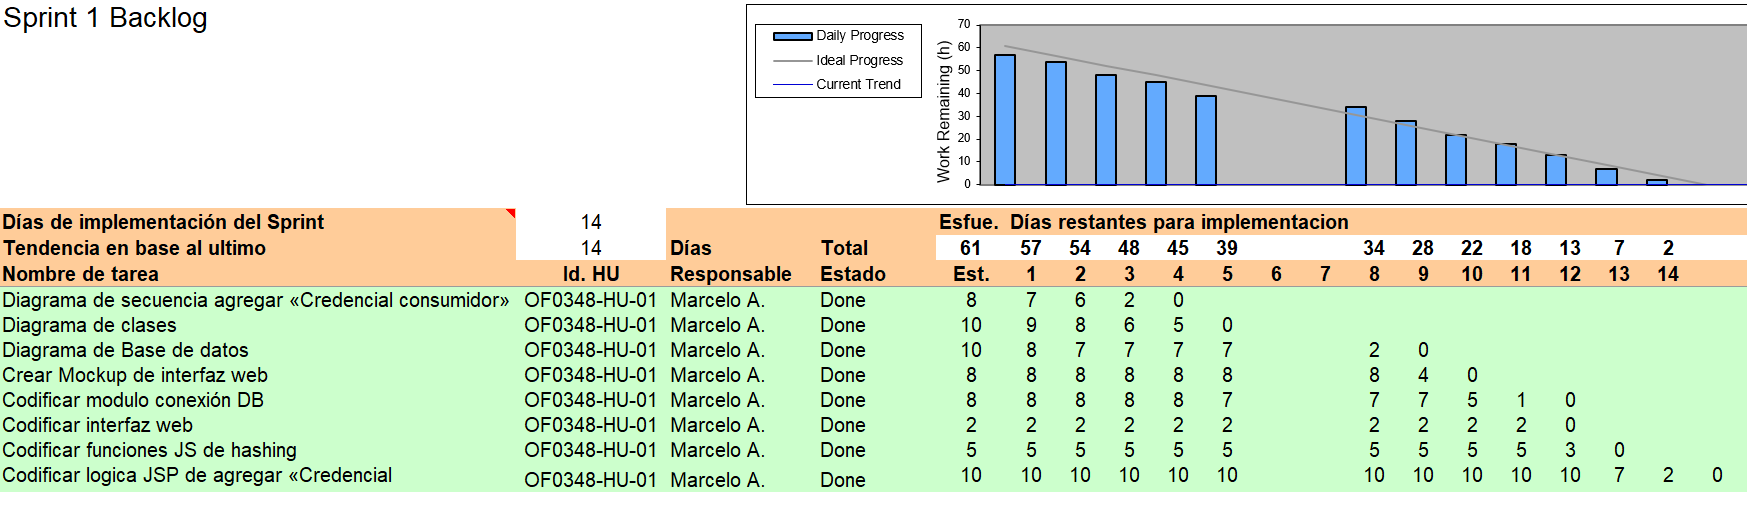 Sprint 1 Backlog
Daily Progress
Ideal Progress
Current Trend
Work Remaining (h)
70
60
50
40
30
20
10
0
Días de implementación del Sprint 14 Esfue. Días restantes para implementacion
Tendencia en base al ultimo 14 Días Total 61 57 54 48 45 39 34 28 22 18 13 7 2
Nombre de tarea Id. HU Responsable Estado Est. 1 2 3 4 5 6 7 8 9 10 11 12 13 14
Diagrama de secuencia agregar «Credencial consumidor» OF0348-HU-01 Marcelo A. Done 8 7 6 2 0
Diagrama de clases OF0348-HU-01 Marcelo A. Done 10 9 8 6 5 0
Diagrama de Base de datos OF0348-HU-01 Marcelo A. Done 10 8 7 7 7 7 2 0
Crear Mockup de interfaz web OF0348-HU-01 Marcelo A. Done 8 8 8 8 8 8 8 4 0
Codificar modulo conexión DB OF0348-HU-01 Marcelo A. Done 8 8 8 8 8 7 7 7 5 1 0
Codificar interfaz web OF0348-HU-01 Marcelo A. Done 2 2 2 2 2 2 2 2 2 2 0
Codificar funciones JS de hashing OF0348-HU-01 Marcelo A. Done 5 5 5 5 5 5 5 5 5 5 3 0
Codificar logica JSP de agregar «Credencial OF0348-HU-01 Marcelo A. Done 10 10 10 10 10 10 10 10 10 10 10 7 2 0